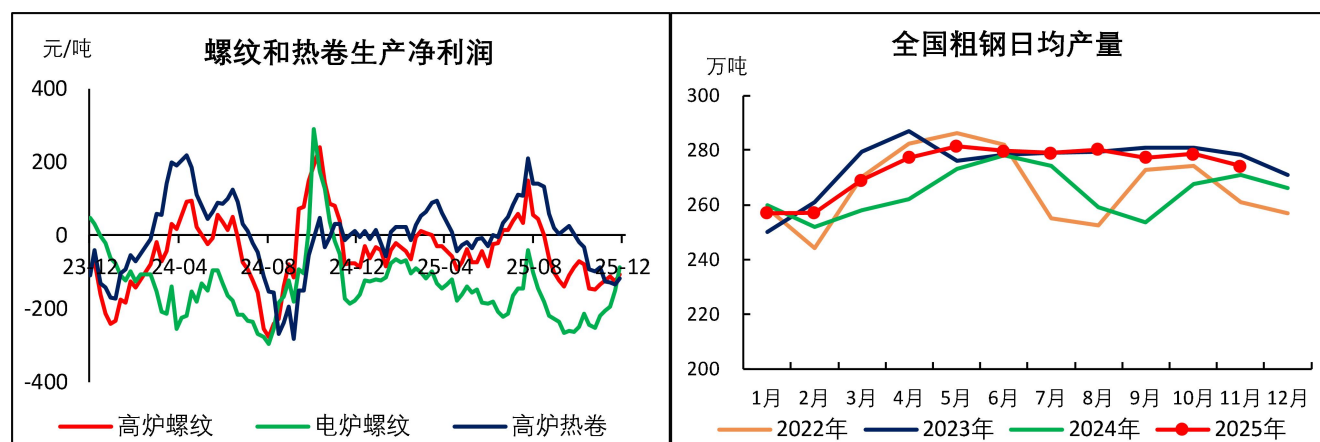 元/吨
螺纹和热卷生产净利润
400
200
0
-200
-400
23-12
24-04
24-08
24-12
25-04
25-08
25-12
高炉螺纹
电炉螺纹
高炉热卷
全国粗钢日均产量
万吨
300
280
260
240
220
200
1月 2月 3月 4月 5月 6月 7月 8月 9月 10月 11月 12月
2022年 2023年 2024年 2025年